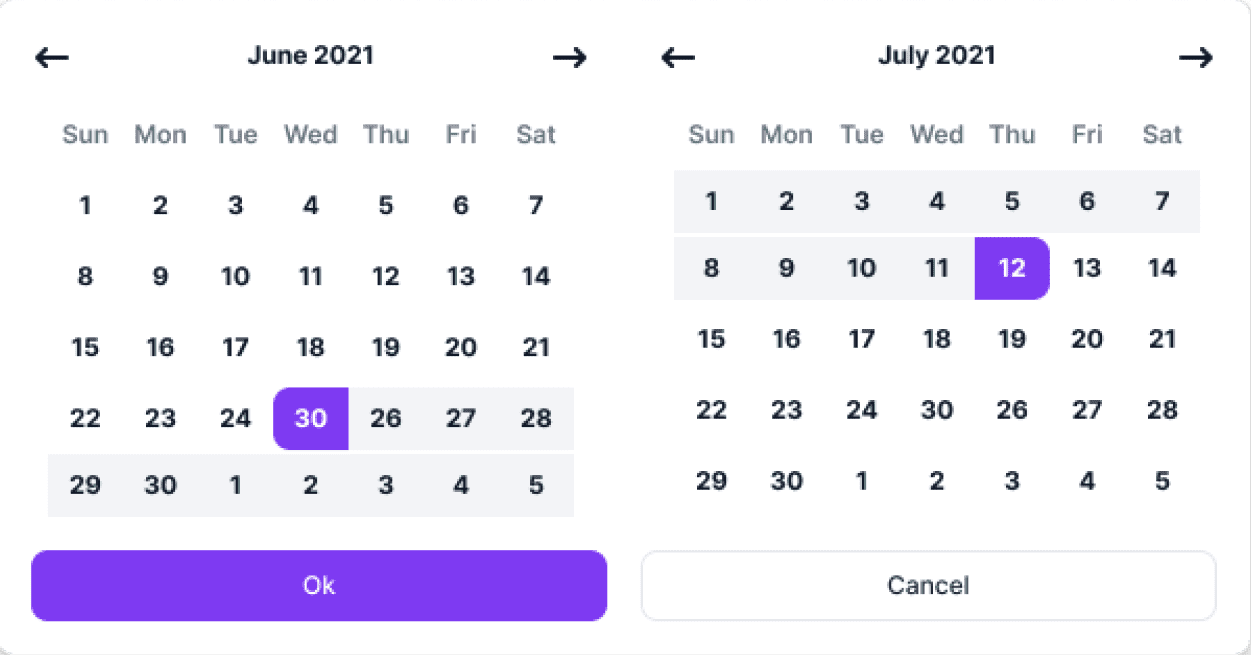 June 2021
Sun Mon Tue Wed Thu Fri Sat
1 2 3 4 5 6 7
8 9 10 11 12 13 14
15 16 17 18 19 20 21
22 23 24 30 26 27 28
29 30 1 2 3 4 5
Ok
July 2021
Sun Mon Tue Wed Thu Fri Sat
1 2 3 4 5 6 7
8 9 10 11 12 13 14
15 16 17 18 19 20 21
22 23 24 30 26 27 28
29 30 1 2 3 4 5
Cancel